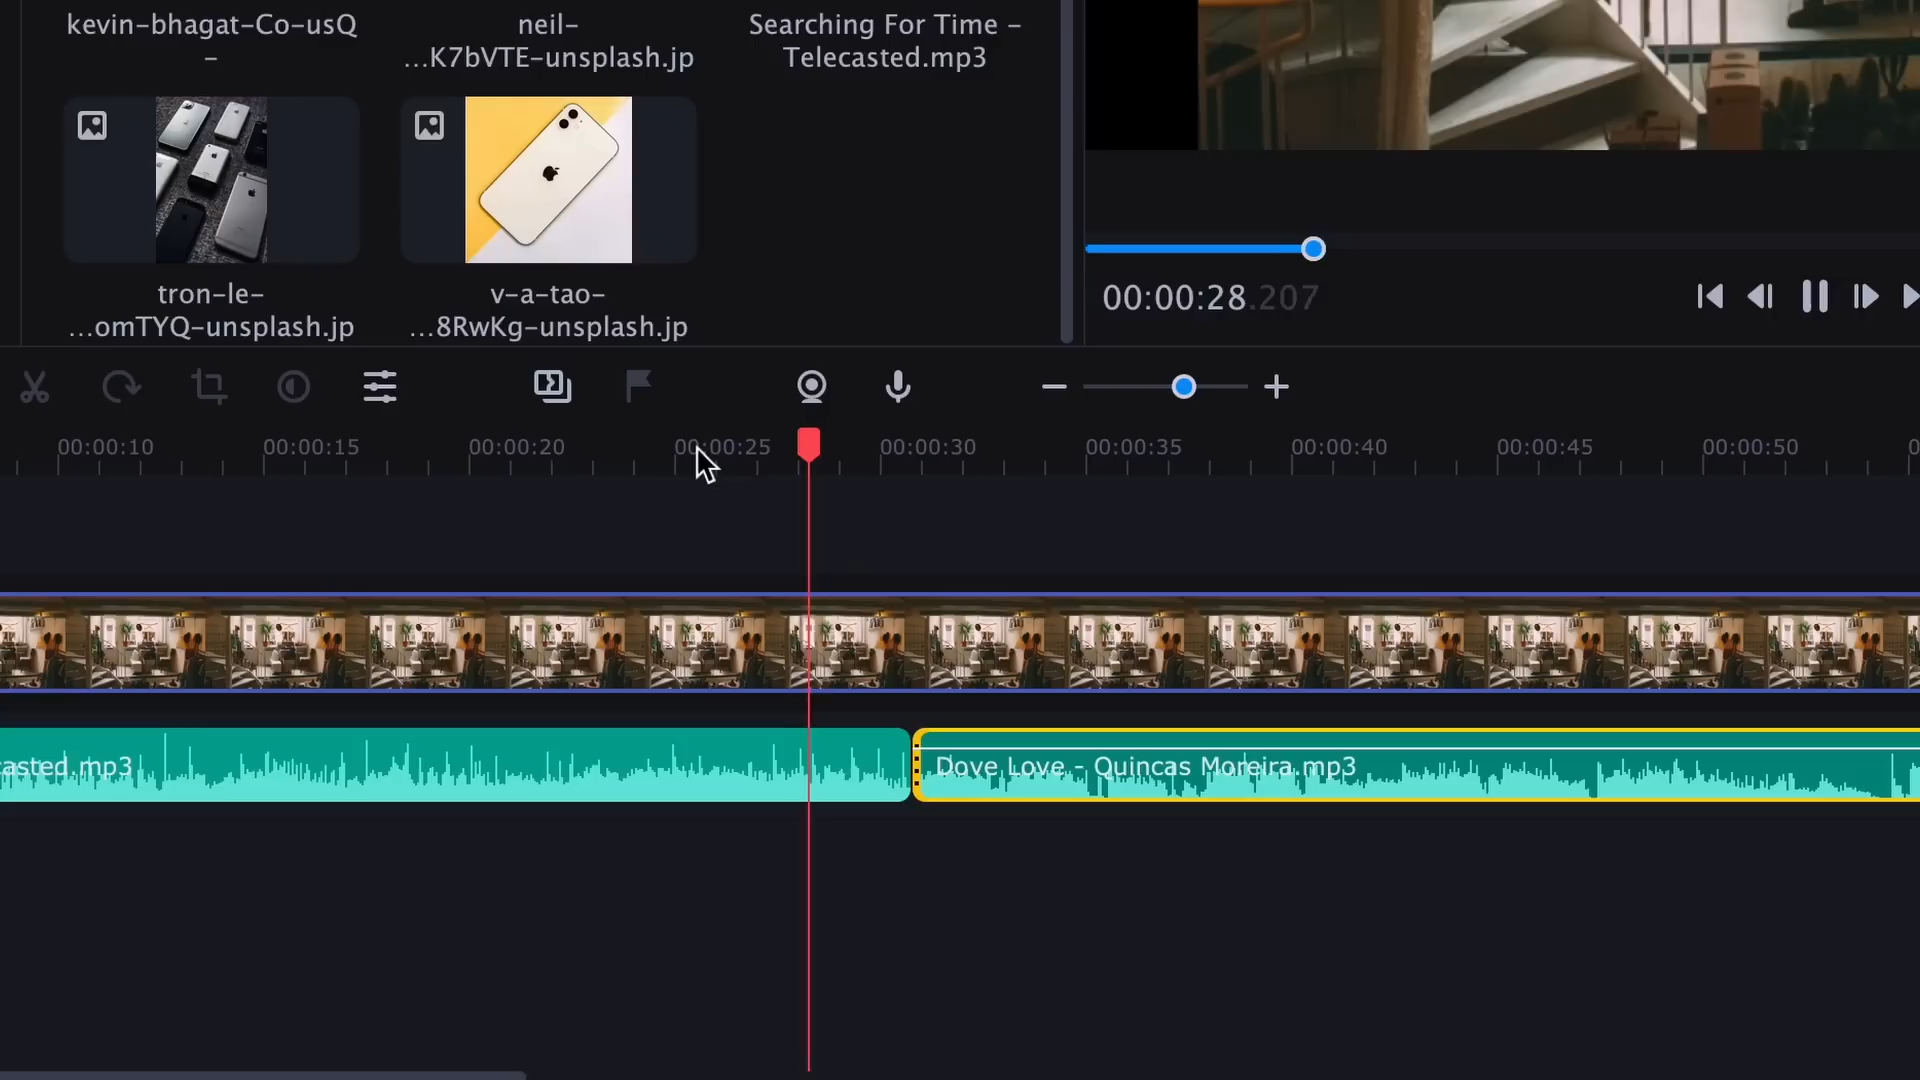 kevin-bhagat-Co-usQ
-
neil-
...K7bVTE-unsplash.jp
Searching For Time -
Telecasted.mp3
tron-le-
...omTYQ-unsplash.jp
v-a-tao-
...8RwKg-unsplash.jp
00:00:28.207
00:00:10 00:00:15 00:00:20 00:00:25 00:00:30 00:00:35 00:00:40 00:00:45 00:00:50 0
casted.mp3
Dove Love - Quincas Moreira.mp3